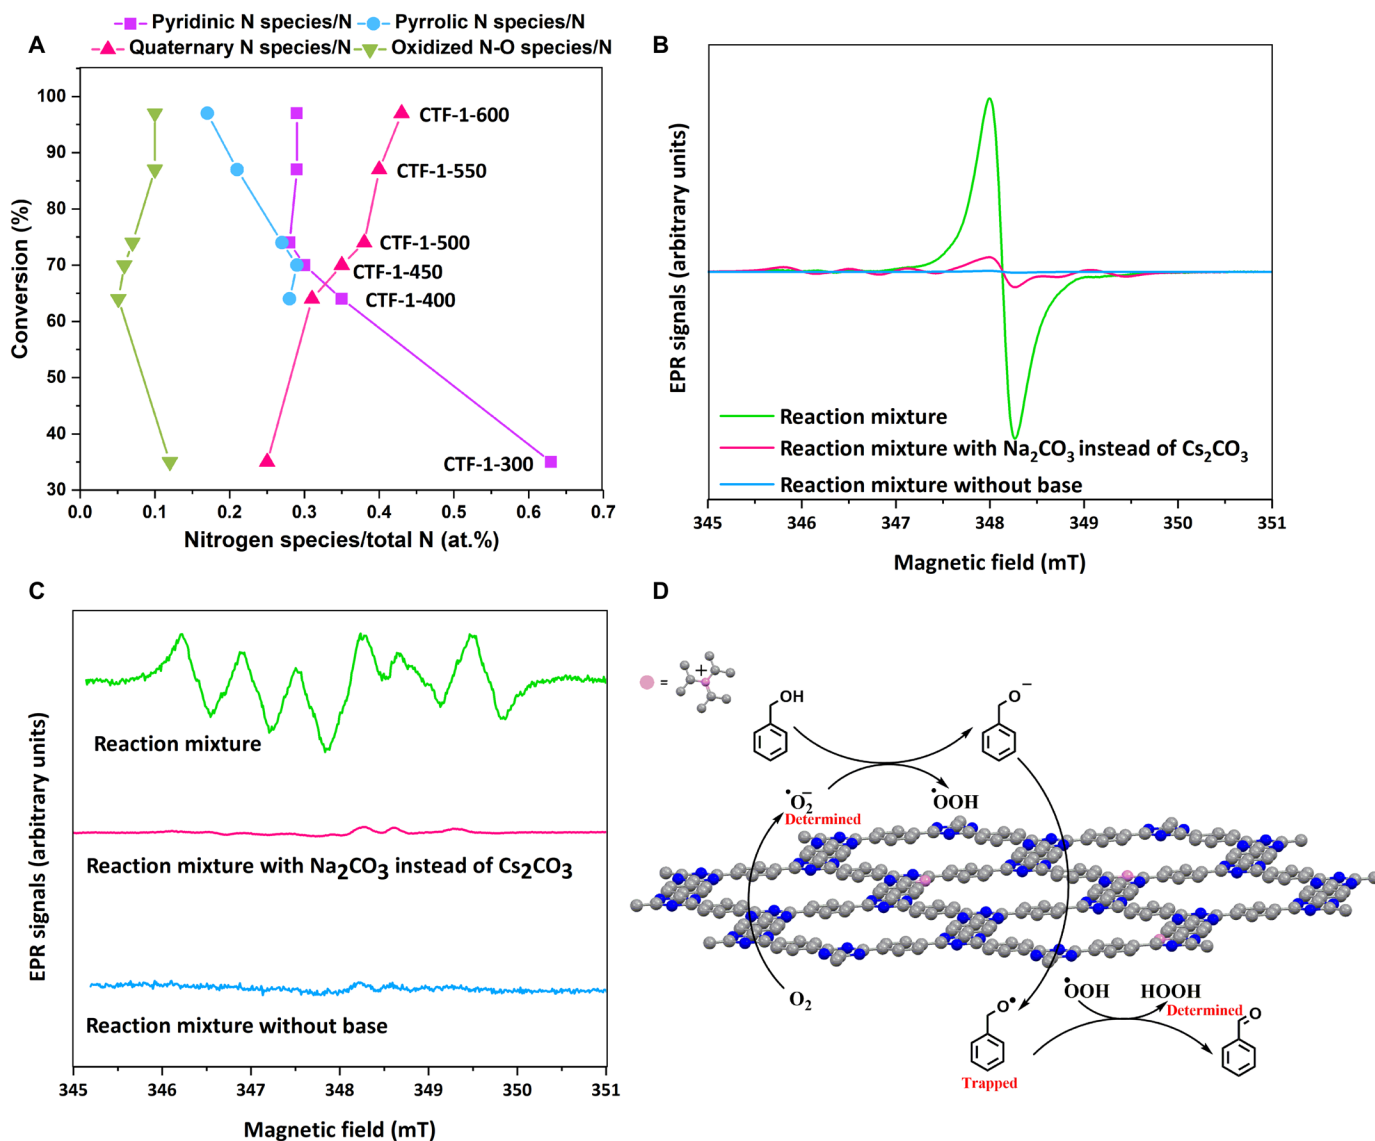 A
Pyridinic N species/N
Pyrrolic N species/N
Quaternary N species/N
Oxidized N-O species/N
100
90
80
70
60
50
40
30
Conversion (%)
CTF-1-600
CTF-1-550
CTF-1-500
CTF-1-450
CTF-1-400
CTF-1-300
0.0 0.1 0.2 0.3 0.4 0.5 0.6 0.7
Nitrogen species/total N (at.%)
B
EPR signals (arbitrary units)
Reaction mixture
Reaction mixture with Na2CO3 instead of Cs2CO3
Reaction mixture without base
345 346 347 348 349 350 351
Magnetic field (mT)
C
EPR signals (arbitrary units)
Reaction mixture
Reaction mixture with Na2CO3 instead of Cs2CO3
Reaction mixture without base
345 346 347 348 349 350 351
Magnetic field (mT)
D
= +
OH
O−
•O2−
Determined
•OOH
O2
O•
Trapped
•OOH
HOOH
Determined
O